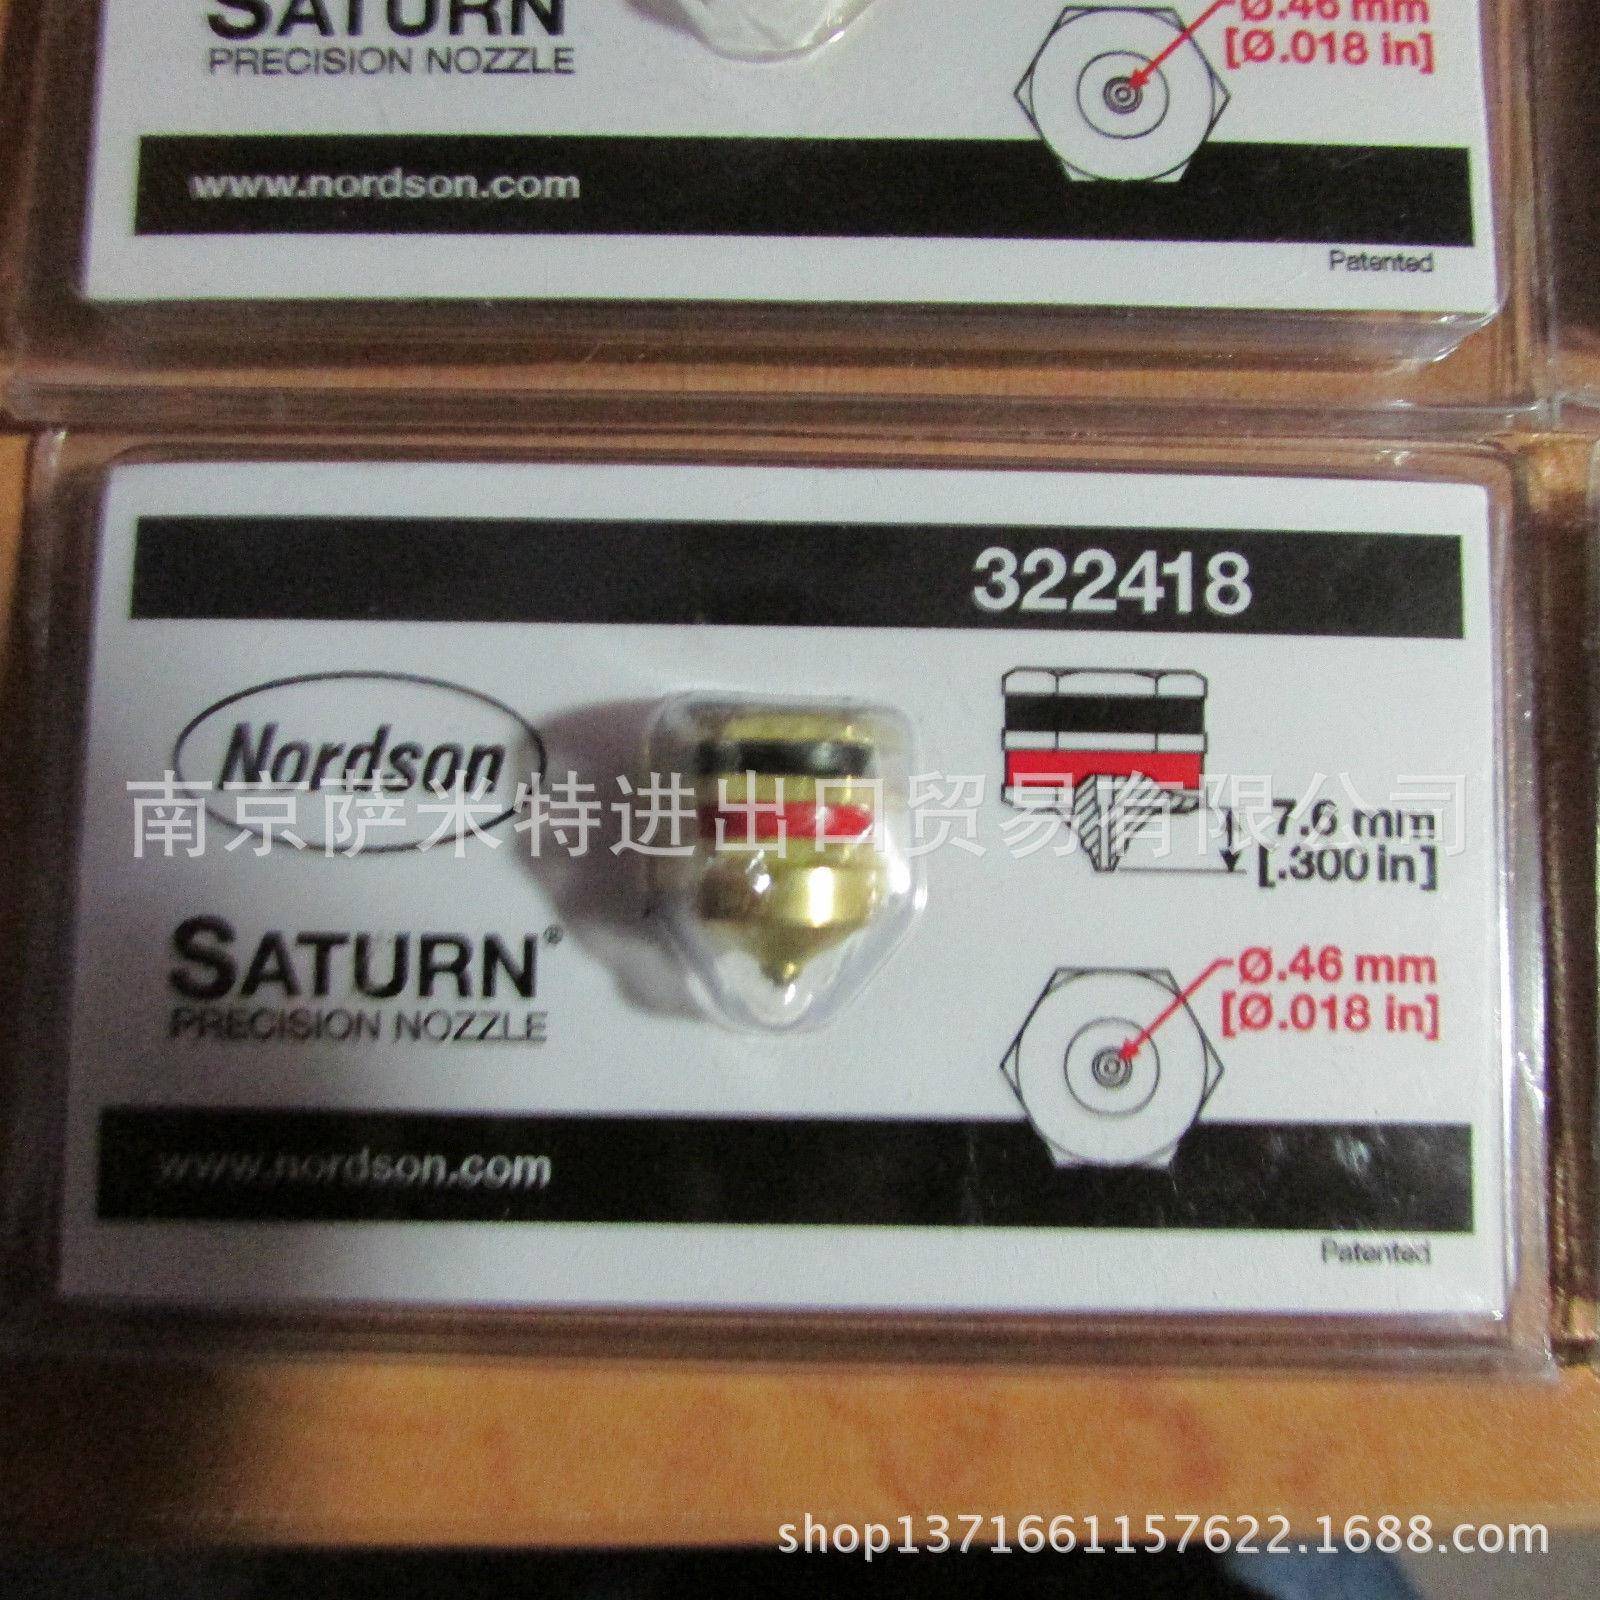 SATURN
PRECISION NOZZLE
Ø.46 mm
[Ø.018 in]
www.nordson.com
Patented
322418
Nordson
南京萨米特进出口贸易有限公司
7.6 mm
[.300 in]
SATURN®
PRECISION NOZZLE
Ø.46 mm
[Ø.018 in]
www.nordson.com
Patented
shop1371661157622.1688.com